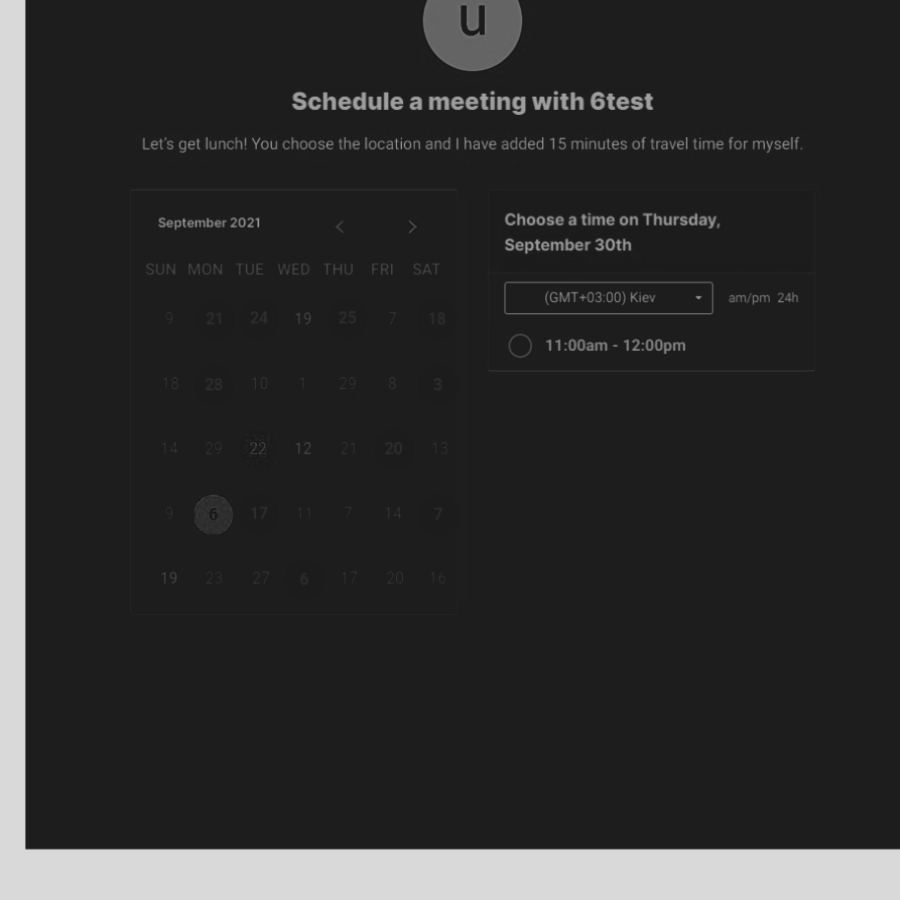 u
Schedule a meeting with 6test
Let's get lunch! You choose the location and I have added 15 minutes of travel time for myself.
September 2021
SUN MON TUE WED THU FRI SAT
9 21 24 19 25 7 18
18 28 10 1 29 8 3
14 29 22 12 21 20 13
9 6 17 11 7 14 7
19 23 27 6 17 20 16
Choose a time on Thursday,
September 30th
(GMT+03:00) Kiev am/pm 24h
11:00am - 12:00pm